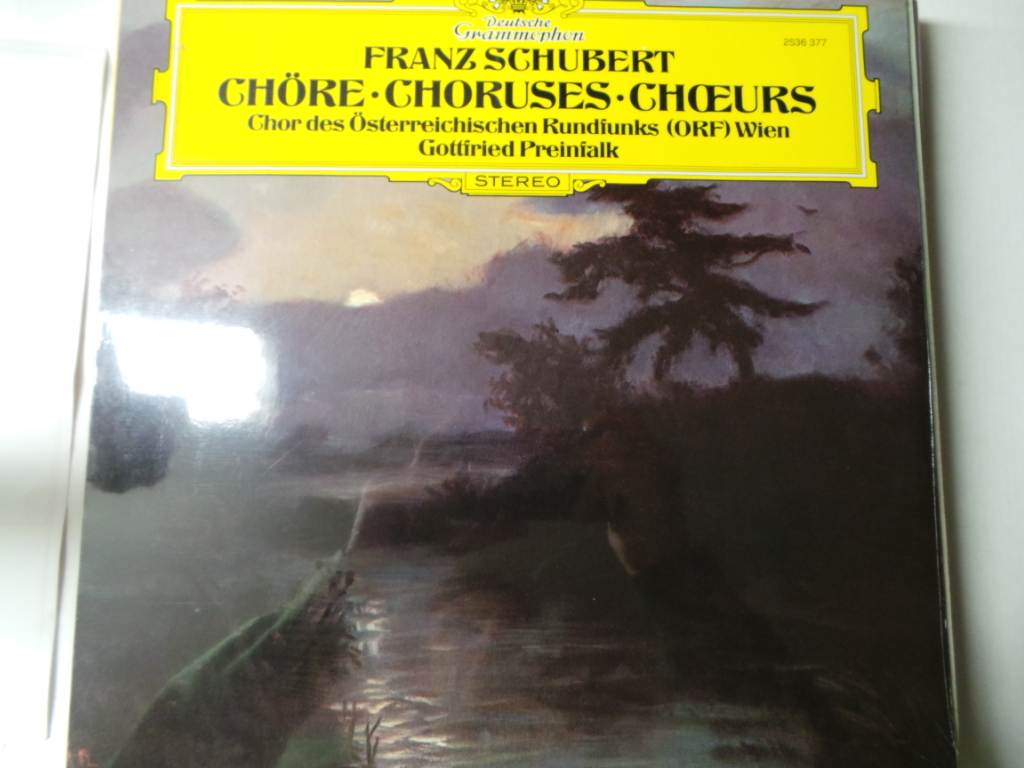 Deutsche
Grammophon
2536 377
FRANZ SCHUBERT
CHÖRE · CHORUSES · CHŒURS
Chor des Österreichischen Rundfunks (ORF) Wien
Gottfried Preinfalk
STEREO